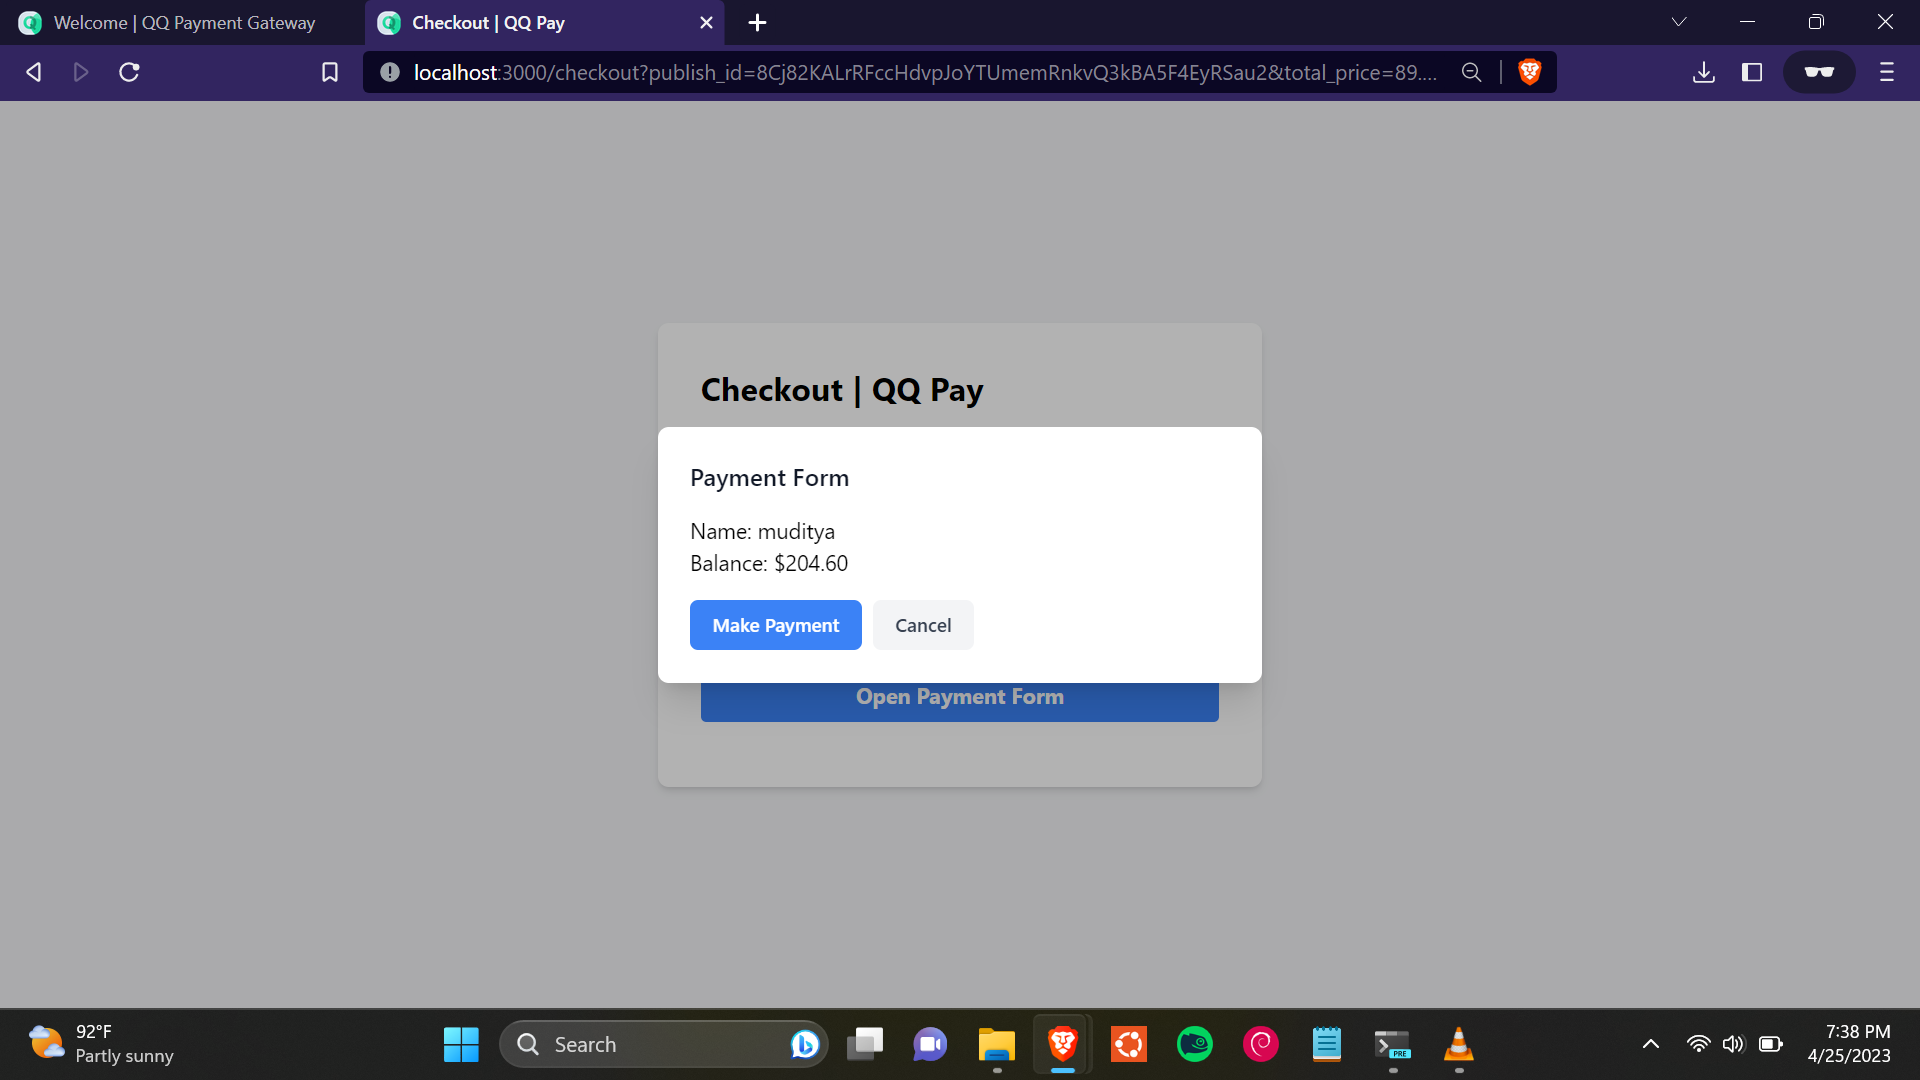 Welcome | QQ Payment Gateway
Checkout | QQ Pay
localhost:3000/checkout?publish_id=8Cj82KALrRFccHdvpJoYTUmemRnkvQ3kBA5F4EyRSau2&total_price=89....
Checkout | QQ Pay
Payment Form
Name: muditya
Balance: $204.60
Make Payment
Cancel
Open Payment Form
92°F
Partly sunny
Search
PRE
7:38 PM
4/25/2023